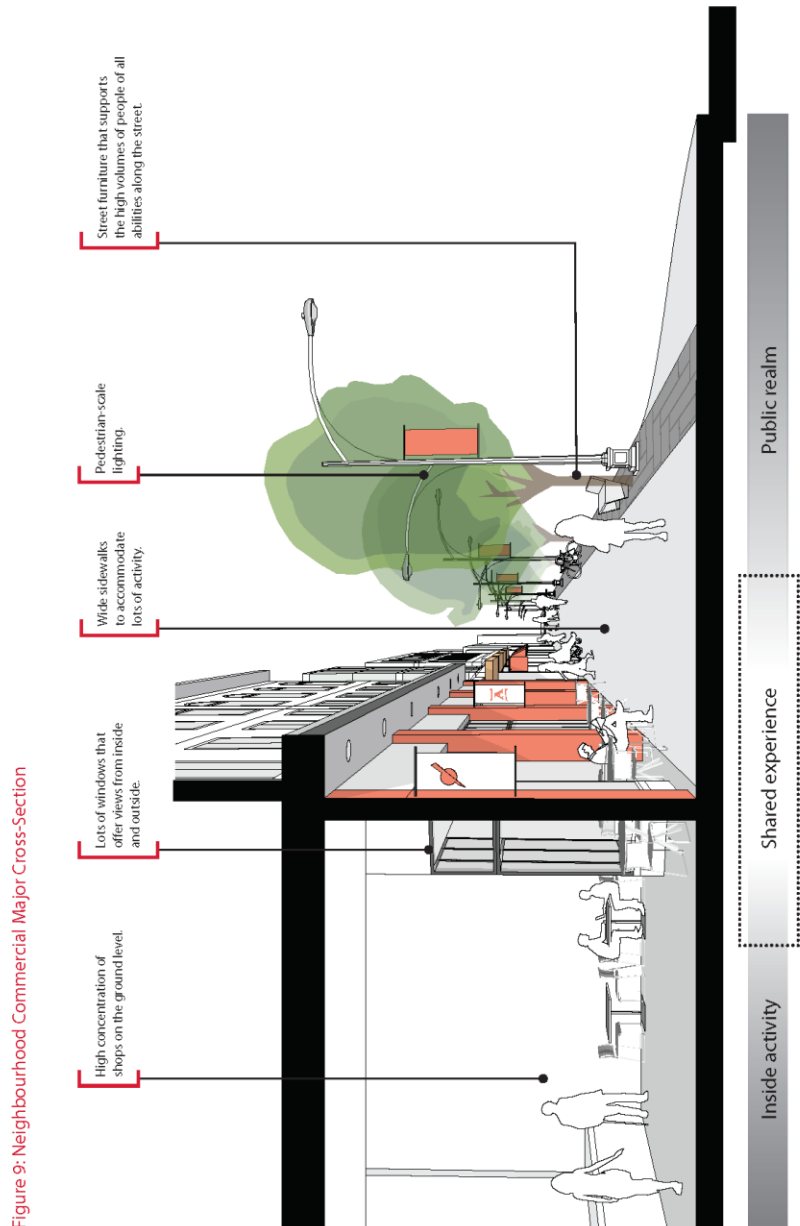 Figure 9: Neighbourhood Commercial Major Cross-Section
High concentration of
shops on the ground level.
Lots of windows that
offer views from inside
and outside.
Wide sidewalks
to accommodate
lots of activity.
Pedestrian-scale
lighting.
Street furniture that supports
the high volumes of people of all
abilities along the street.
Inside activity
Shared experience
Public realm